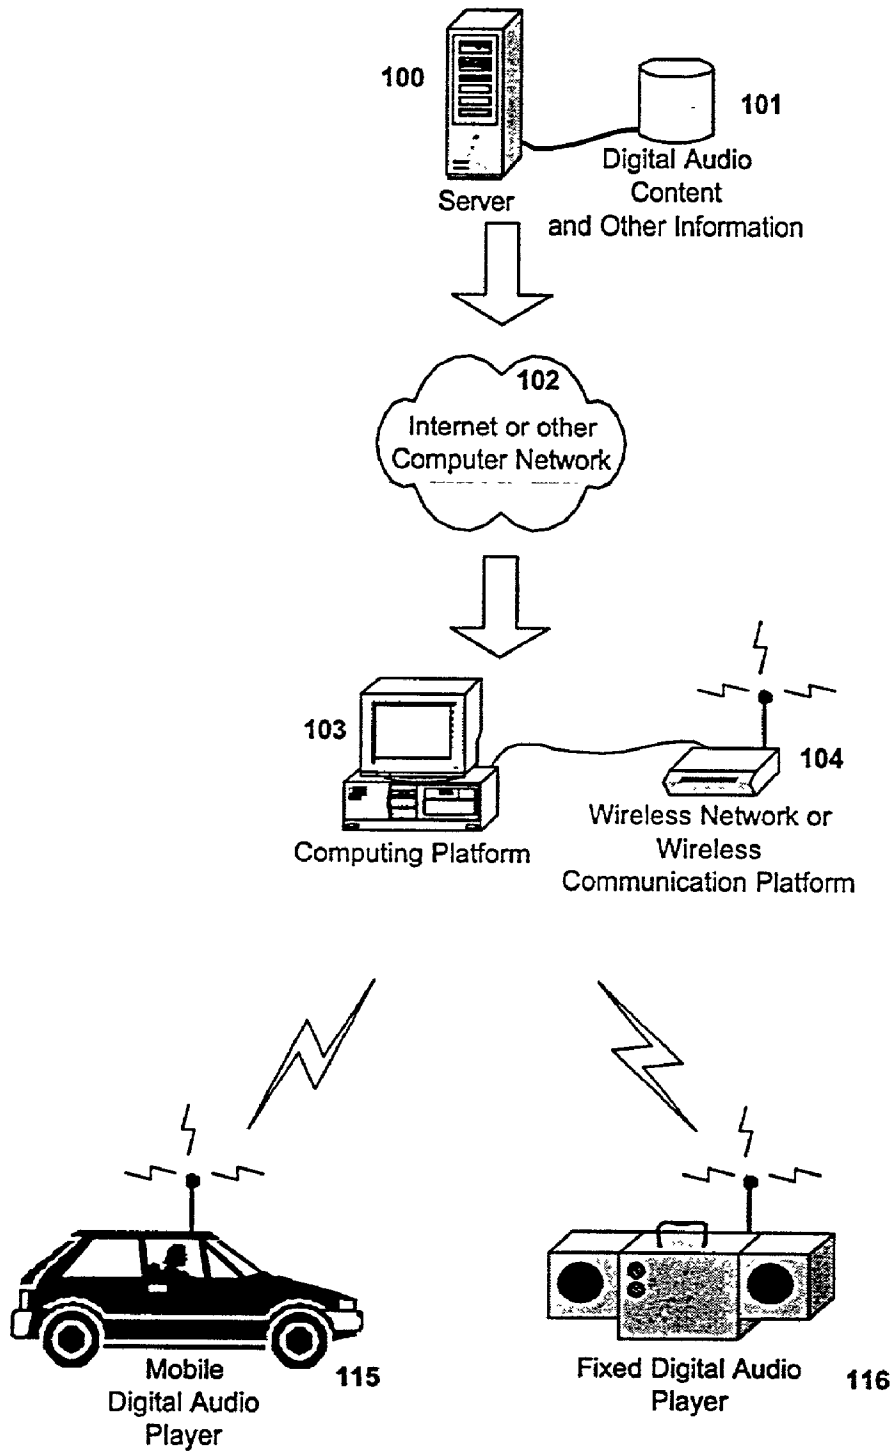 100
101
Server
Digital Audio
Content
and Other Information
102
Internet or other
Computer Network
103
104
Computing Platform
Wireless Network or
Wireless
Communication Platform
Mobile
Digital Audio
Player
115
Fixed Digital Audio
Player
116